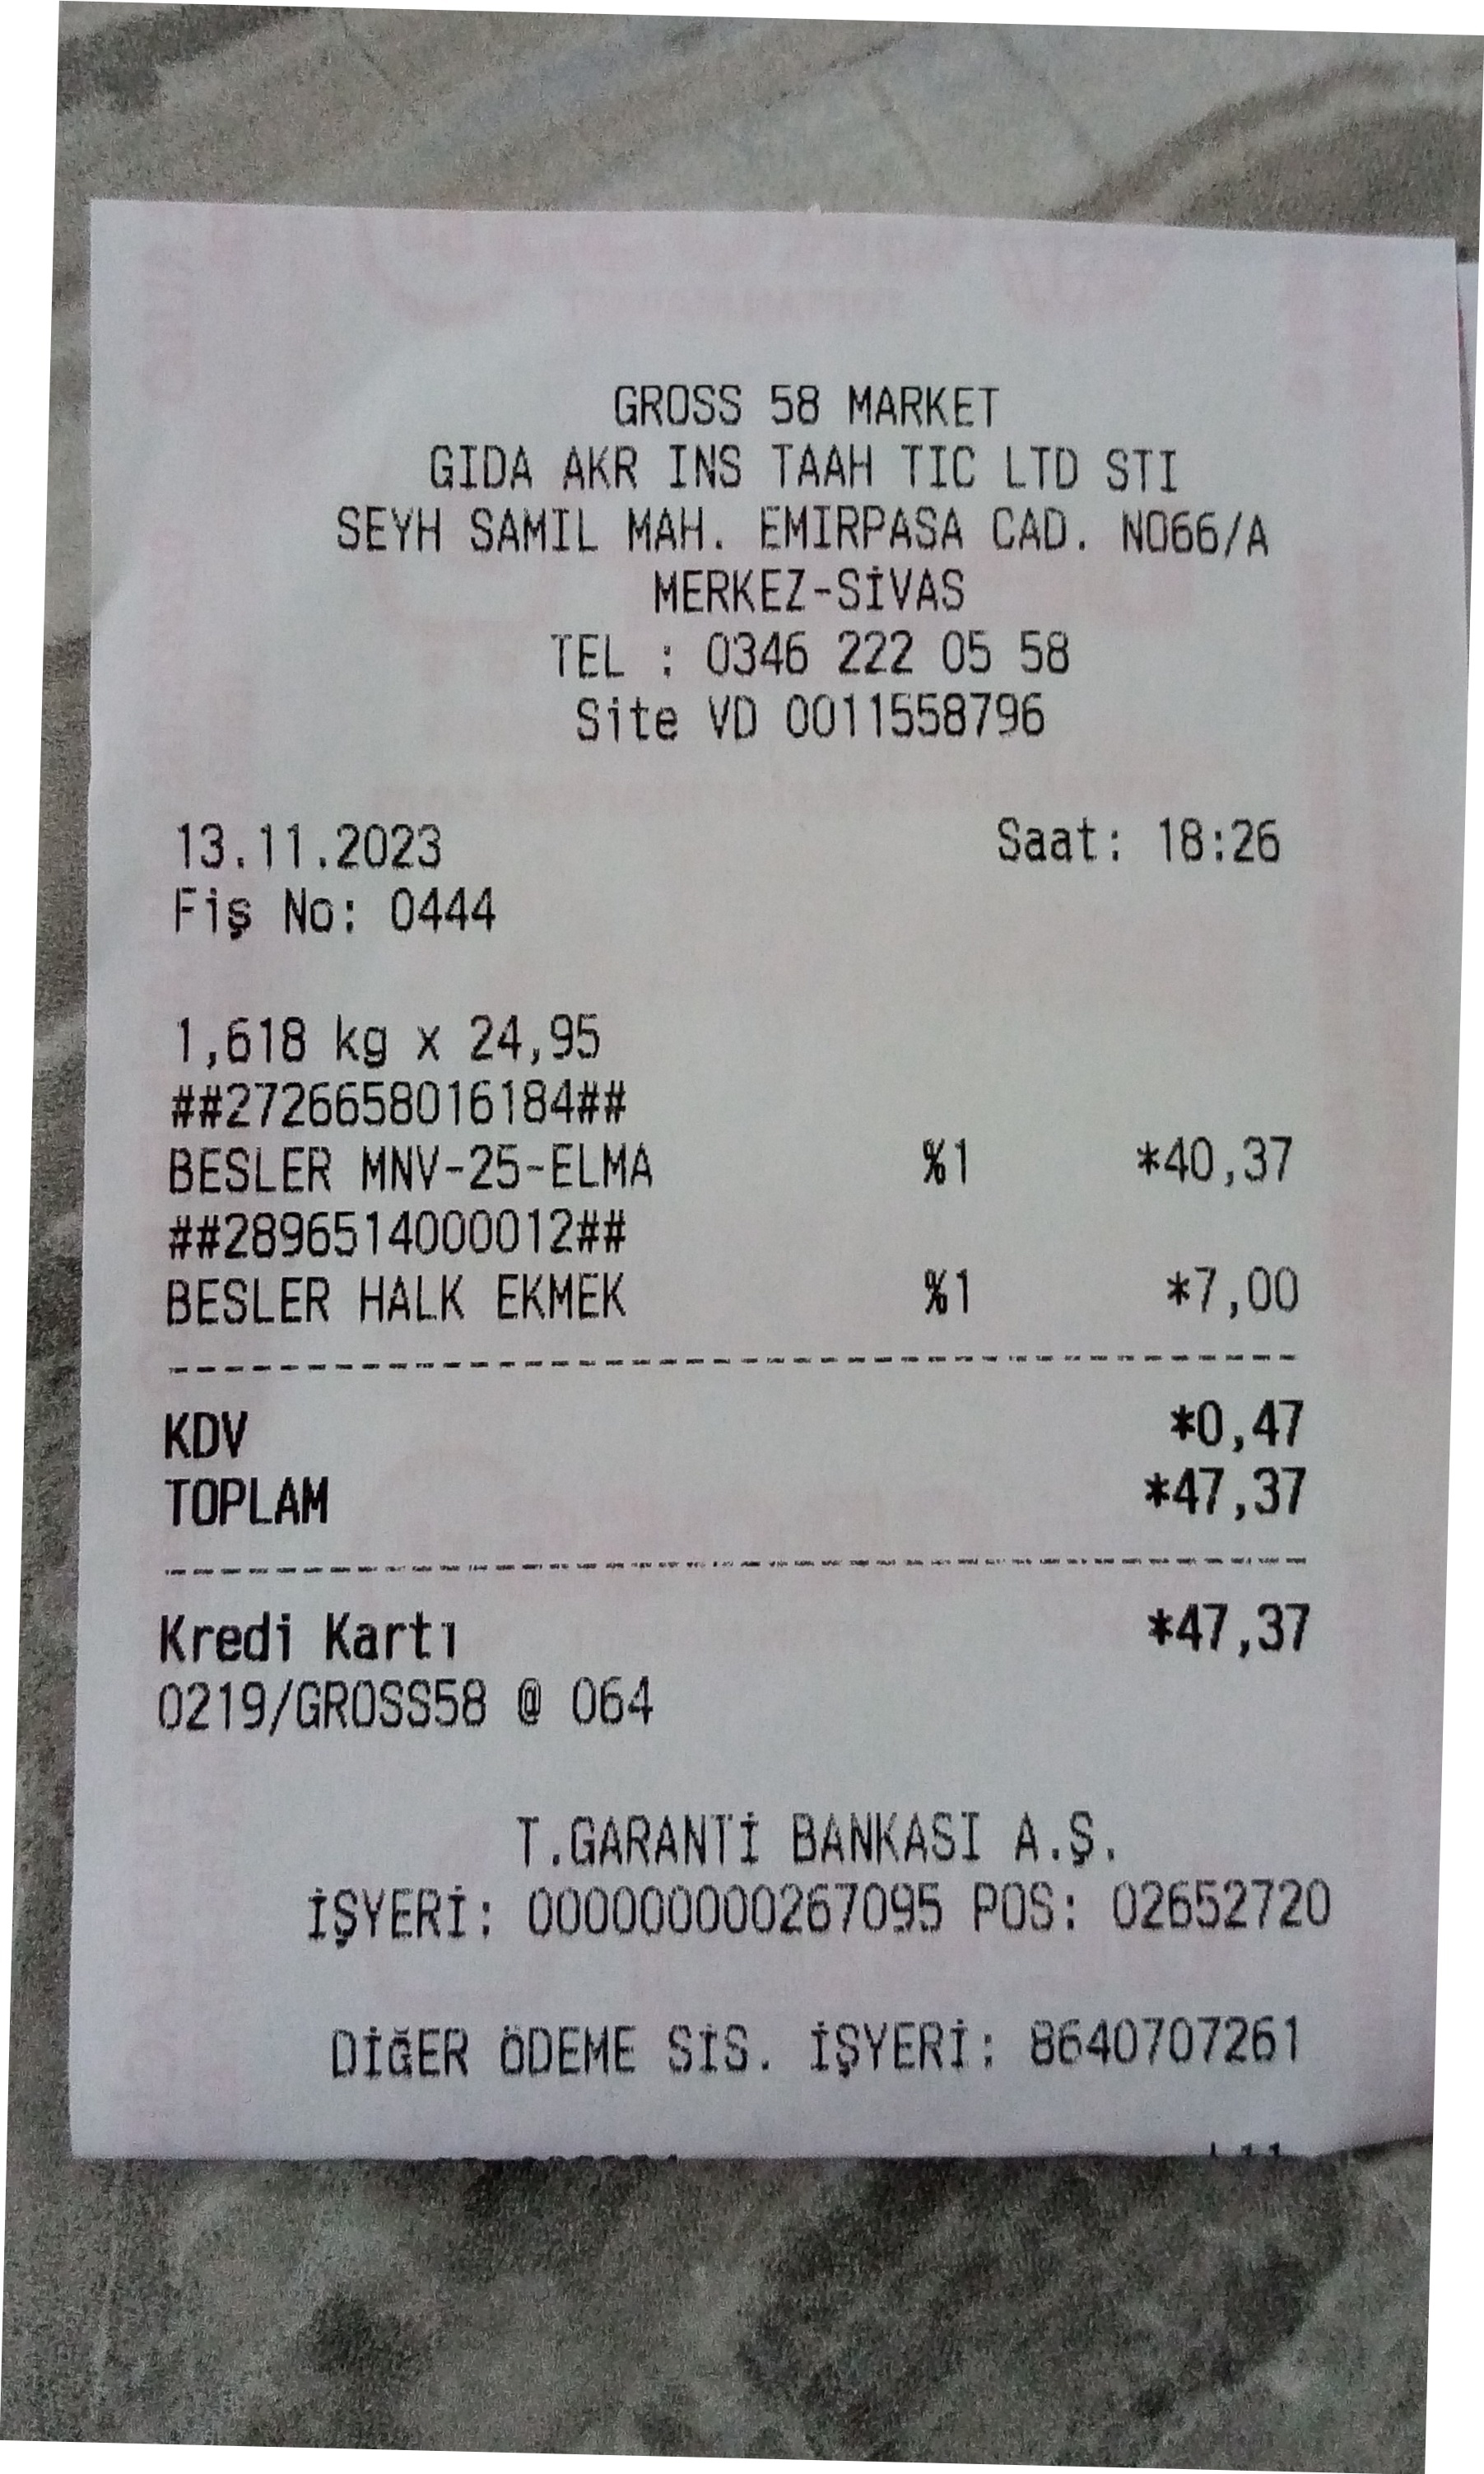 GROSS 58 MARKET
GIDA AKR INS TAAH TIC LTD STI
SEYH SAMIL MAH. EMIRPASA CAD. NO66/A
MERKEZ-SİVAS
TEL : 0346 222 05 58
Site VD 0011558796
13.11.2023 Saat: 18:26
Fiş No: 0444
1,618 kg x 24,95
##2726658016184##
BESLER MNV-25-ELMA %1 *40,37
##2896514000012##
BESLER HALK EKMEK %1 *7,00
KDV *0,47
TOPLAM *47,37
Kredi Kartı *47,37
0219/GROSS58 @ 064
T.GARANTİ BANKASI A.Ş.
İŞYERİ: 000000000267095 POS: 02652720
DİĞER ÖDEME SİS. İŞYERİ: 8640707261